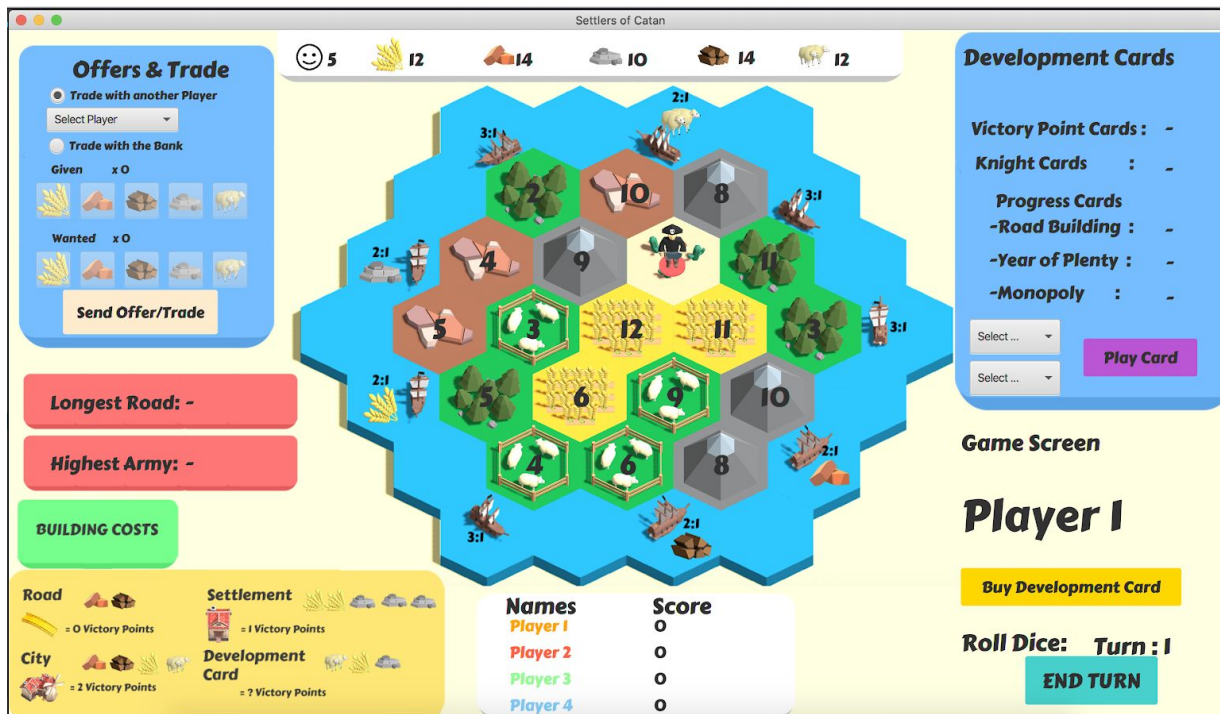 Settlers of Catan
5 12 14 10 14 12
Offers & Trade
Trade with another Player
Select Player
Trade with the Bank
Given x 0
Wanted x 0
Send Offer/Trade
Longest Road: -
Highest Army: -
BUILDING COSTS
Road
= 0 Victory Points
Settlement
= 1 Victory Points
City
= 2 Victory Points
Development
Card
= ? Victory Points
2:1
3:1
2 10 8
3:1
2:1
4 9 11
5 3 12 11 3
3:1
2:1
5 6 9 10
4 6 8
2:1
3:1
2:1
Names Score
Player 1 0
Player 2 0
Player 3 0
Player 4 0
Development Cards
Victory Point Cards : -
Knight Cards : -
Progress Cards
-Road Building : -
-Year of Plenty : -
-Monopoly : -
Select ...
Select ...
Play Card
Game Screen
Player 1
Buy Development Card
Roll Dice: Turn : 1
END TURN